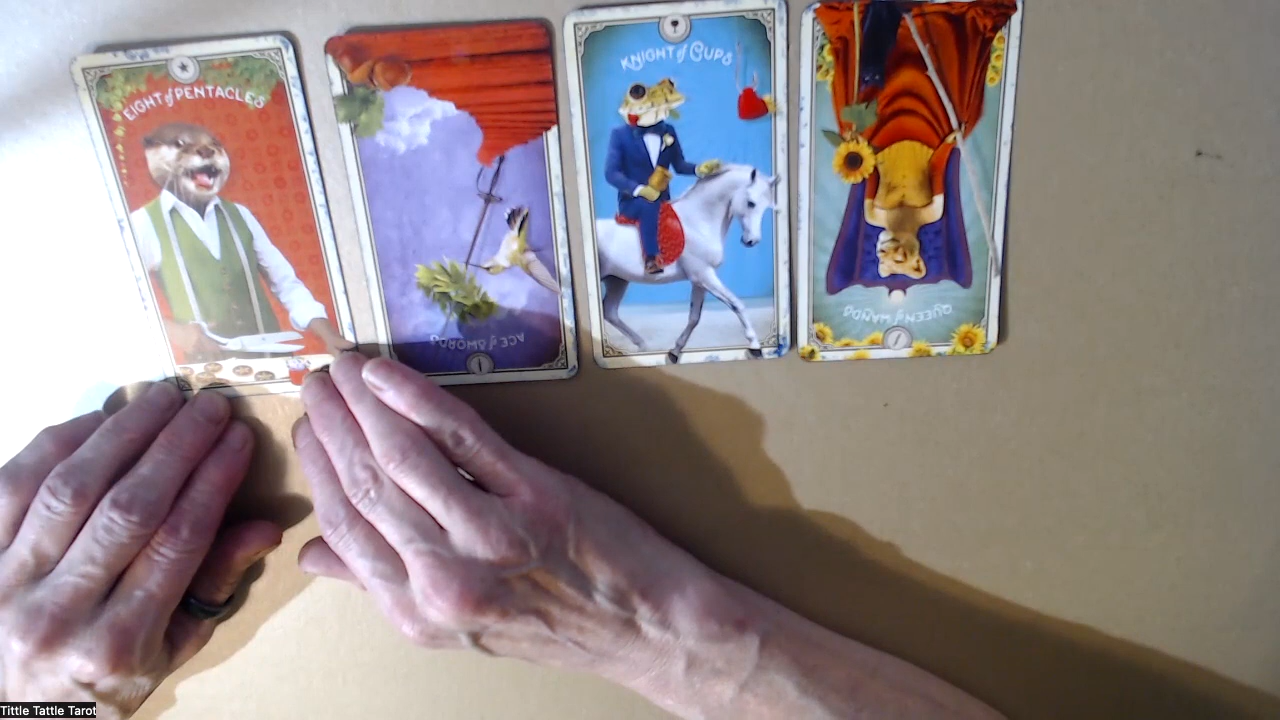 EIGHT of PENTACLES
KNIGHT of CUPS
ACE of SWORDS
QUEEN of WANDS
Tittle Tattle Tarot